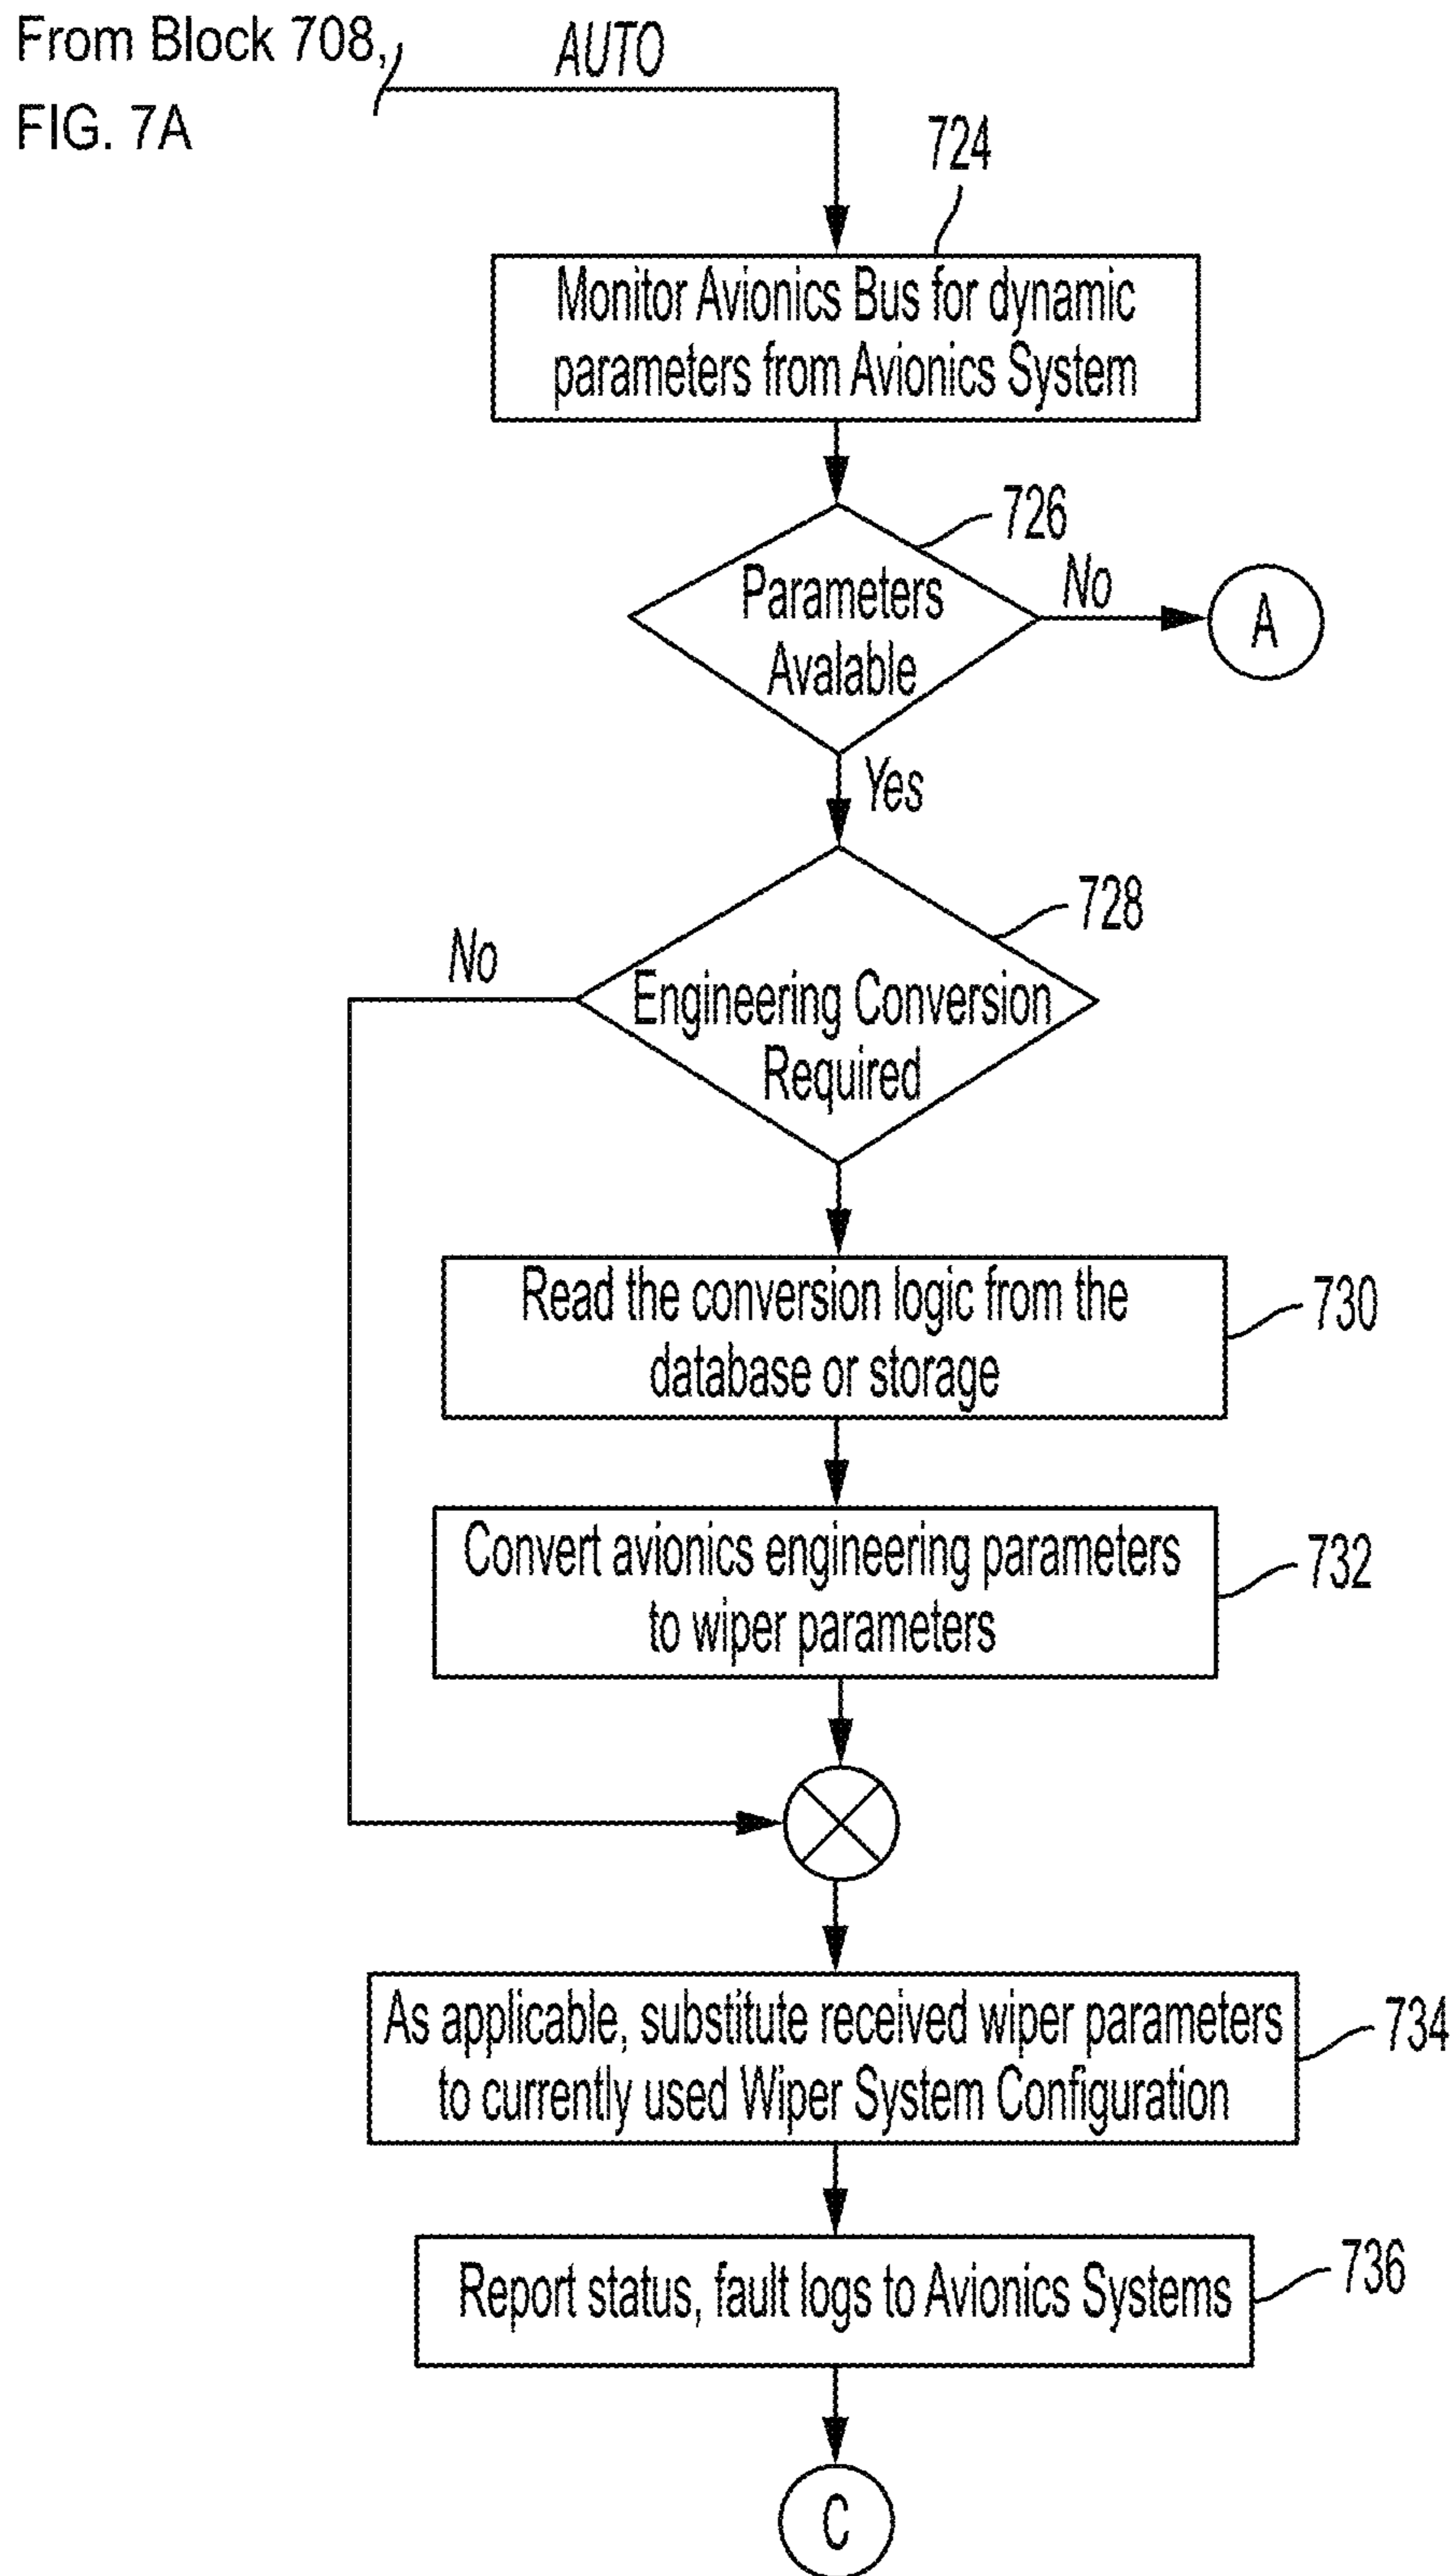 From Block 708,
FIG. 7A
AUTO
724
Monitor Avionics Bus for dynamic
parameters from Avionics System
726
Parameters
Avalable
No
A
Yes
728
No
Engineering Conversion
Required
Read the conversion logic from the
database or storage
730
Convert avionics engineering parameters
to wiper parameters
732
As applicable, substitute received wiper parameters
to currently used Wiper System Configuration
734
Report status, fault logs to Avionics Systems
736
C